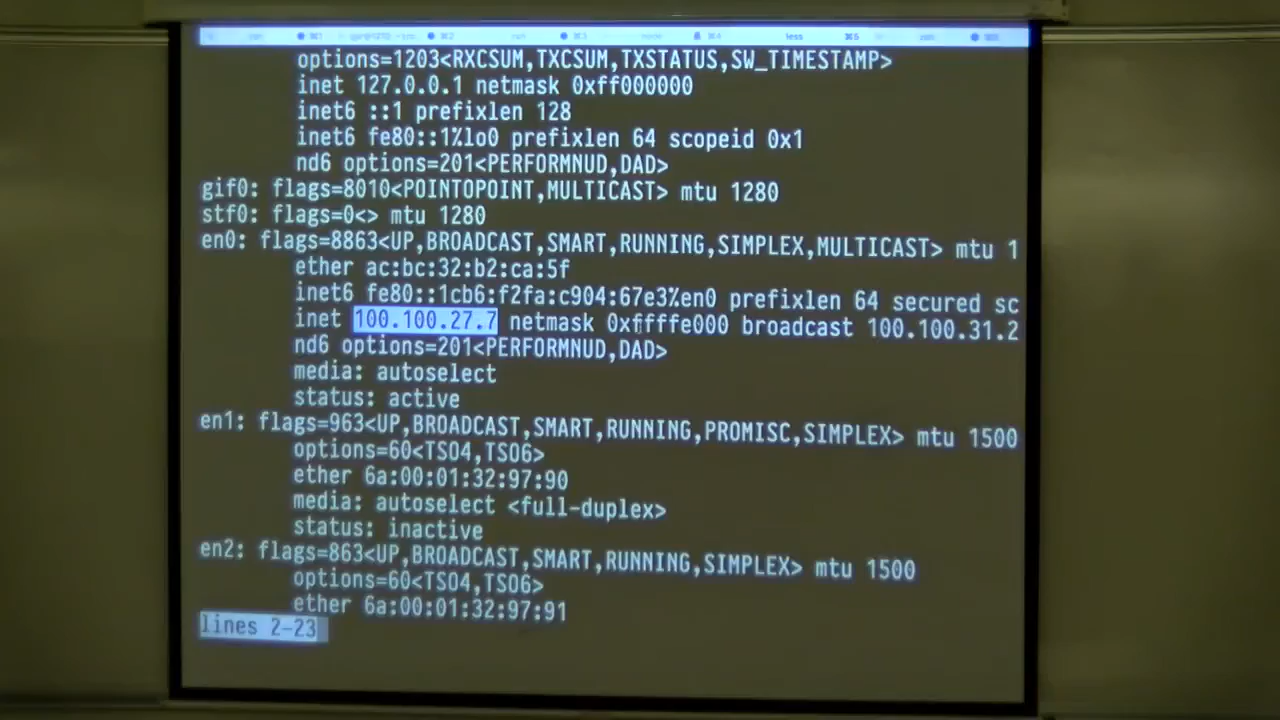 less
options=1203<RXCSUM,TXCSUM,TXSTATUS,SW_TIMESTAMP>
inet 127.0.0.1 netmask 0xff000000
inet6 ::1 prefixlen 128
inet6 fe80::1%lo0 prefixlen 64 scopeid 0x1
nd6 options=201<PERFORMNUD,DAD>
gif0: flags=8010<POINTOPOINT,MULTICAST> mtu 1280
stf0: flags=0<> mtu 1280
en0: flags=8863<UP,BROADCAST,SMART,RUNNING,SIMPLEX,MULTICAST> mtu 1
ether ac:bc:32:b2:ca:5f
inet6 fe80::1cb6:f2fa:c904:67e3%en0 prefixlen 64 secured sc
inet 100.100.27.7 netmask 0xffffe000 broadcast 100.100.31.2
nd6 options=201<PERFORMNUD,DAD>
media: autoselect
status: active
en1: flags=963<UP,BROADCAST,SMART,RUNNING,PROMISC,SIMPLEX> mtu 1500
options=60<TSO4,TSO6>
ether 6a:00:01:32:97:90
media: autoselect <full-duplex>
status: inactive
en2: flags=863<UP,BROADCAST,SMART,RUNNING,SIMPLEX> mtu 1500
options=60<TSO4,TSO6>
ether 6a:00:01:32:97:91
lines 2-23